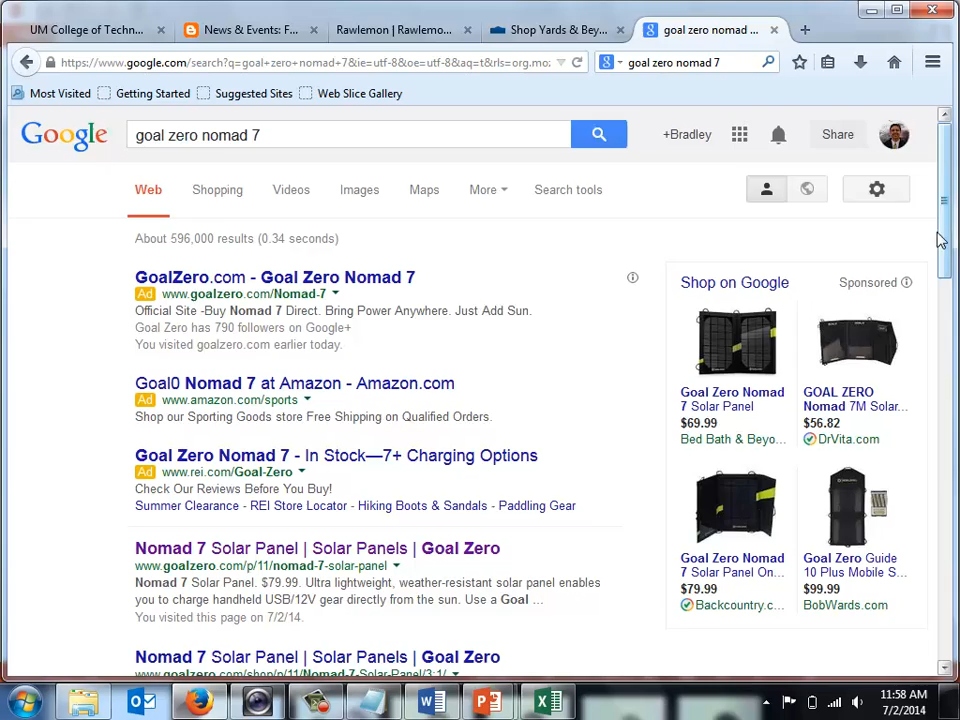 UM College of Techn...
News & Events: F...
Rawlemon | Rawlemo...
Shop Yards & Bey...
goal zero nomad ...
https://www.google.com/search?q=goal+zero+nomad+7&ie=utf-8&oe=utf-8&aq=t&rls=org.mo:
goal zero nomad 7
Most Visited
Getting Started
Suggested Sites
Web Slice Gallery
Google
goal zero nomad 7
+Bradley
Share
Web
Shopping
Videos
Images
Maps
More
Search tools
About 596,000 results (0.34 seconds)
GoalZero.com - Goal Zero Nomad 7
Ad www.goalzero.com/Nomad-7
Official Site -Buy Nomad 7 Direct. Bring Power Anywhere. Just Add Sun.
Goal Zero has 790 followers on Google+
You visited goalzero.com earlier today.
Goal0 Nomad 7 at Amazon - Amazon.com
Ad www.amazon.com/sports
Shop our Sporting Goods store Free Shipping on Qualified Orders.
Goal Zero Nomad 7 - In Stock—7+ Charging Options
Ad www.rei.com/Goal-Zero
Check Our Reviews Before You Buy!
Summer Clearance - REI Store Locator - Hiking Boots & Sandals - Paddling Gear
Nomad 7 Solar Panel | Solar Panels | Goal Zero
www.goalzero.com/p/11/nomad-7-solar-panel
Nomad 7 Solar Panel. $79.99. Ultra lightweight, weather-resistant solar panel enables
you to charge handheld USB/12V gear directly from the sun. Use a Goal ...
You visited this page on 7/2/14.
Nomad 7 Solar Panel | Solar Panels | Goal Zero
www.goalzero.com/shop/p/11/Nomad-7-Solar-Panel/3:1/
Shop on Google
Sponsored
Goal Zero Nomad
7 Solar Panel
$69.99
Bed Bath & Beyo...
GOAL ZERO
Nomad 7M Solar...
$56.82
DrVita.com
Goal Zero Nomad
7 Solar Panel On...
$79.99
Backcountry.c...
Goal Zero Guide
10 Plus Mobile S...
$99.99
BobWards.com
11:58 AM
7/2/2014